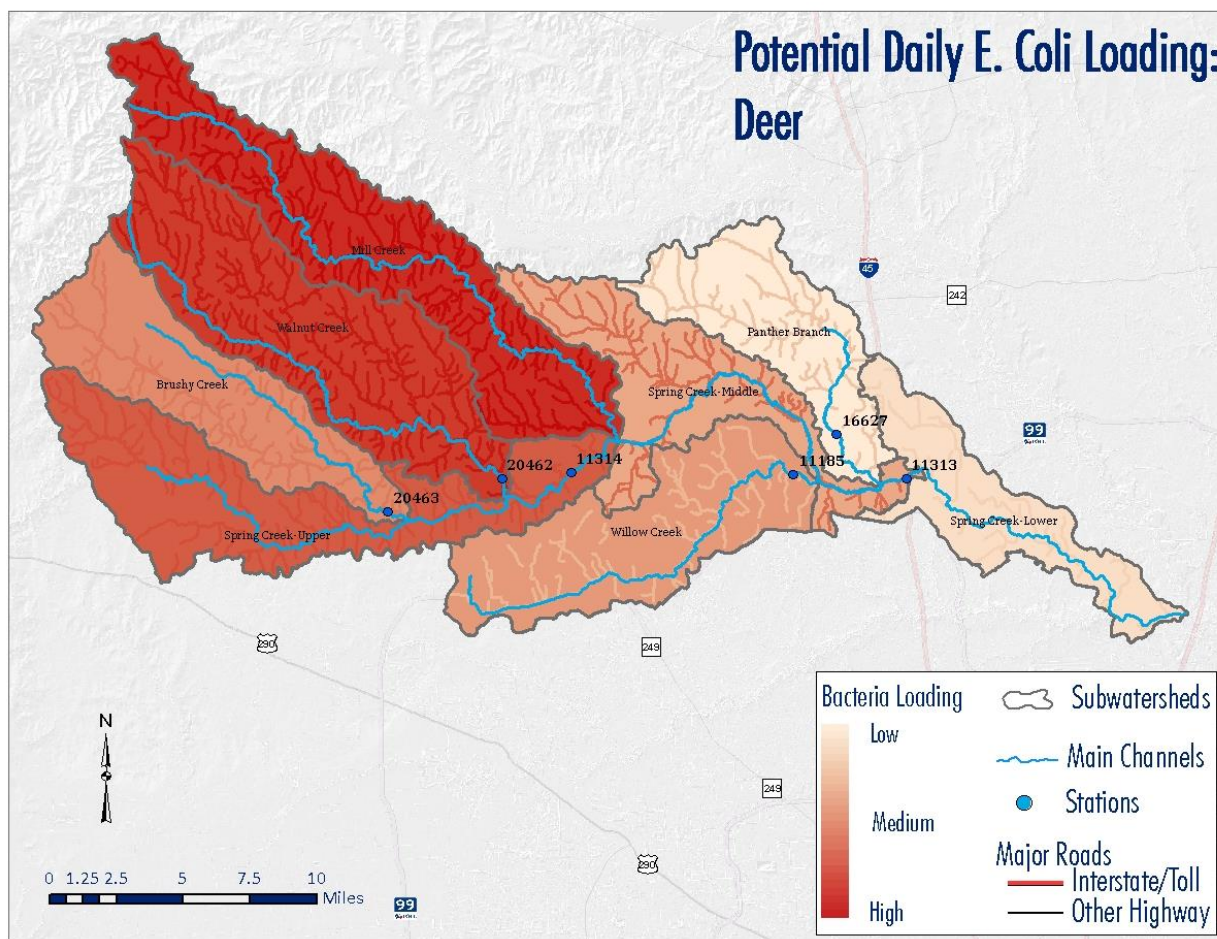 Potential Daily E. Coli Loading:
Deer
Mill Creek
45
242
Walnut Creek
Panther Branch
Brushy Creek
Spring Creek-Middle
16627
99
20462
11314
11185
11313
20463
Spring Creek-Upper
Willow Creek
Spring Creek-Lower
290
249
N
249
290
99
0 1.25 2.5 5 7.5 10
Miles
Bacteria Loading
Low
Medium
High
Subwatersheds
Main Channels
Stations
Major Roads
Interstate/Toll
Other Highway